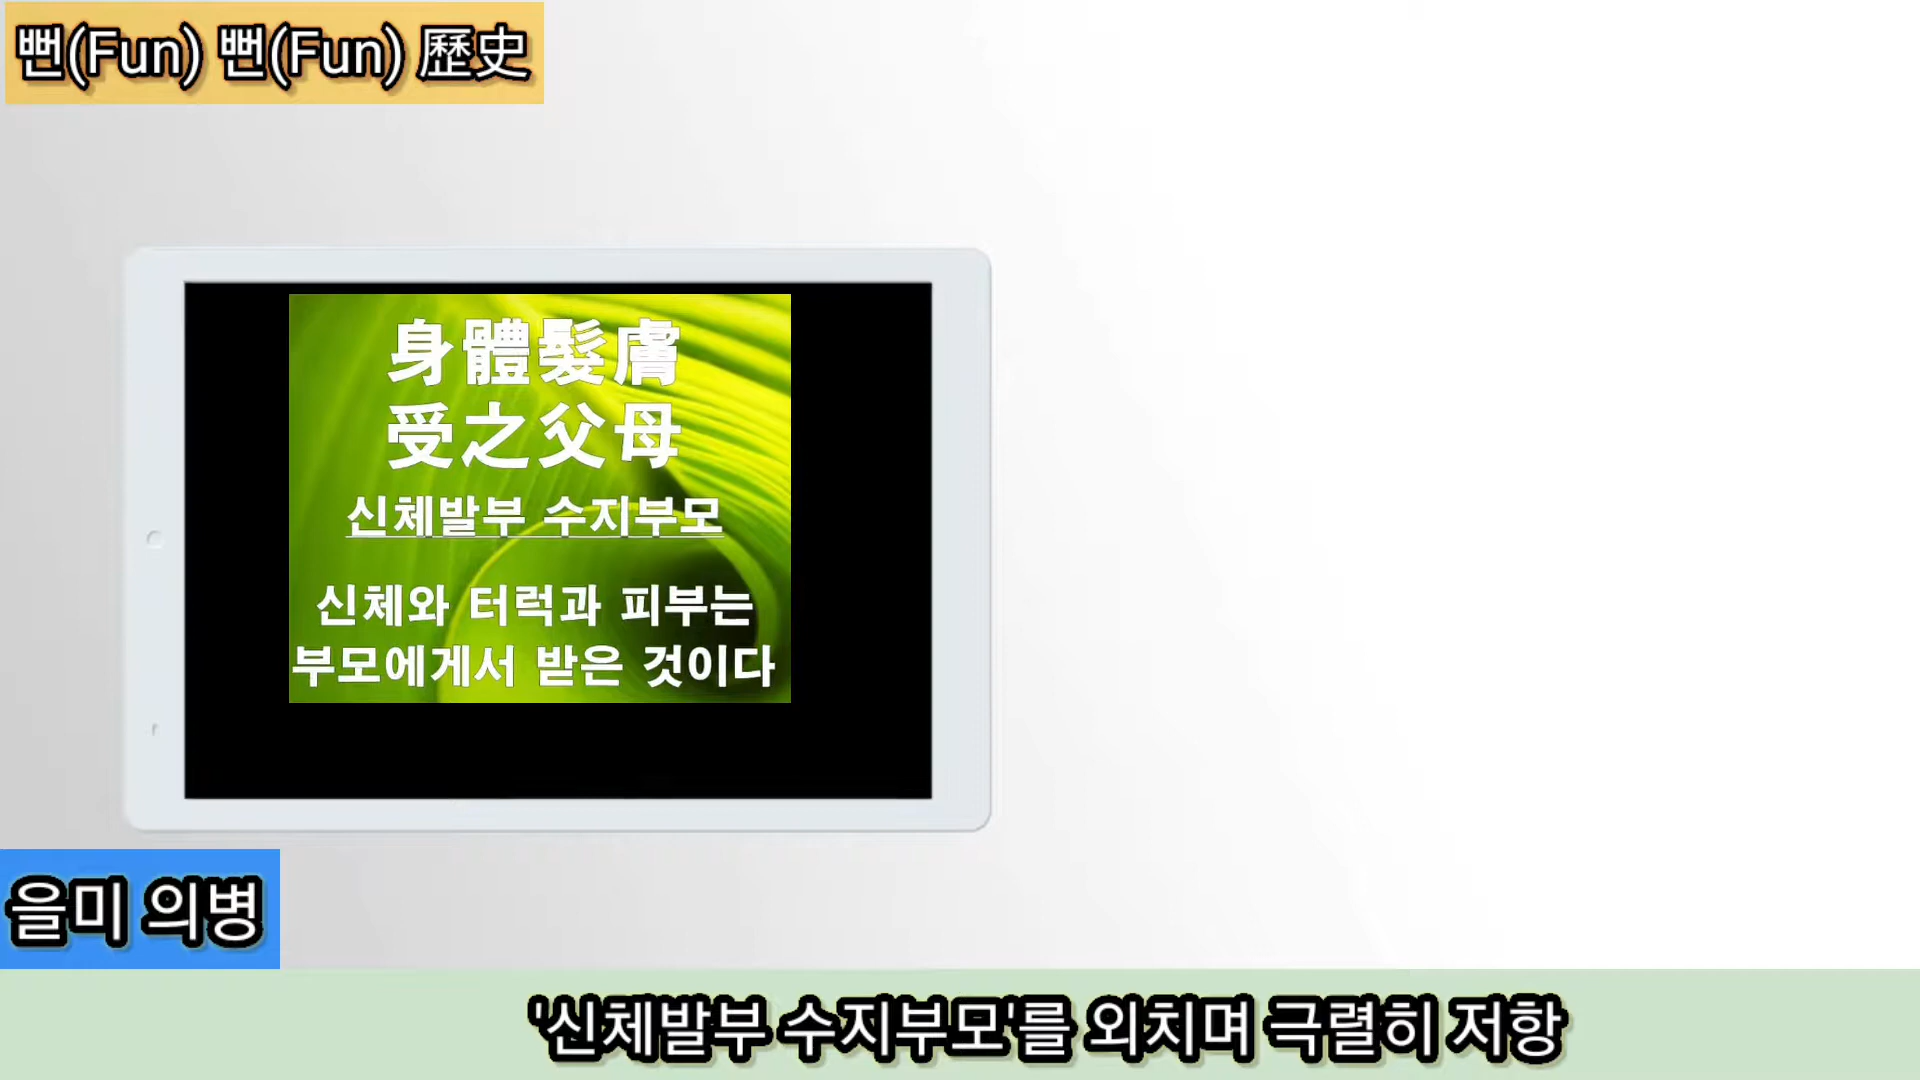 뻔(Fun) 뻔(Fun) 歷史
身體髮膚
受之父母
신체발부 수지부모
신체와 터럭과 피부는
부모에게서 받은 것이다
을미 의병
'신체발부 수지부모'를 외치며 극렬히 저항